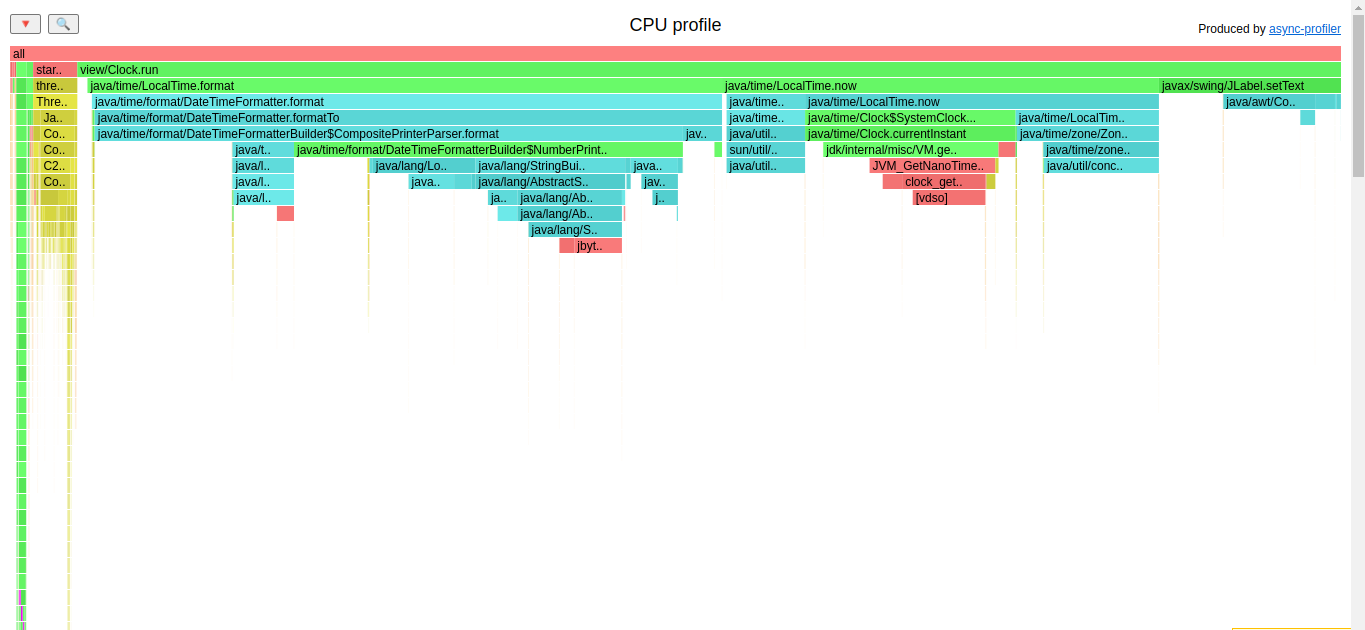 CPU profile
Produced by async-profiler
all
star.. view/Clock.run
thre.. java/time/LocalTime.format java/time/LocalTime.now javax/swing/JLabel.setText
Thre.. java/time/format/DateTimeFormatter.format java/time.. java/time/LocalTime.now java/awt/Co..
Ja.. java/time/format/DateTimeFormatter.formatTo java/time.. java/time/Clock$SystemClock... java/time/LocalTim..
Co.. java/time/format/DateTimeFormatterBuilder$CompositePrinterParser.format jav.. java/util.. java/time/Clock.currentInstant java/time/zone/Zon..
Co.. java/t.. java/time/format/DateTimeFormatterBuilder$NumberPrint.. sun/util/.. jdk/internal/misc/VM.ge.. java/time/zone..
C2.. java/l.. java/lang/Lo.. java/lang/StringBui.. java.. java/util.. JVM_GetNanoTime.. java/util/conc..
Co.. java/l.. java.. java/lang/AbstractS.. jav.. clock_get..
java/l.. ja.. java/lang/Ab.. j.. [vdso]
java/lang/Ab..
java/lang/S..
jbyt..